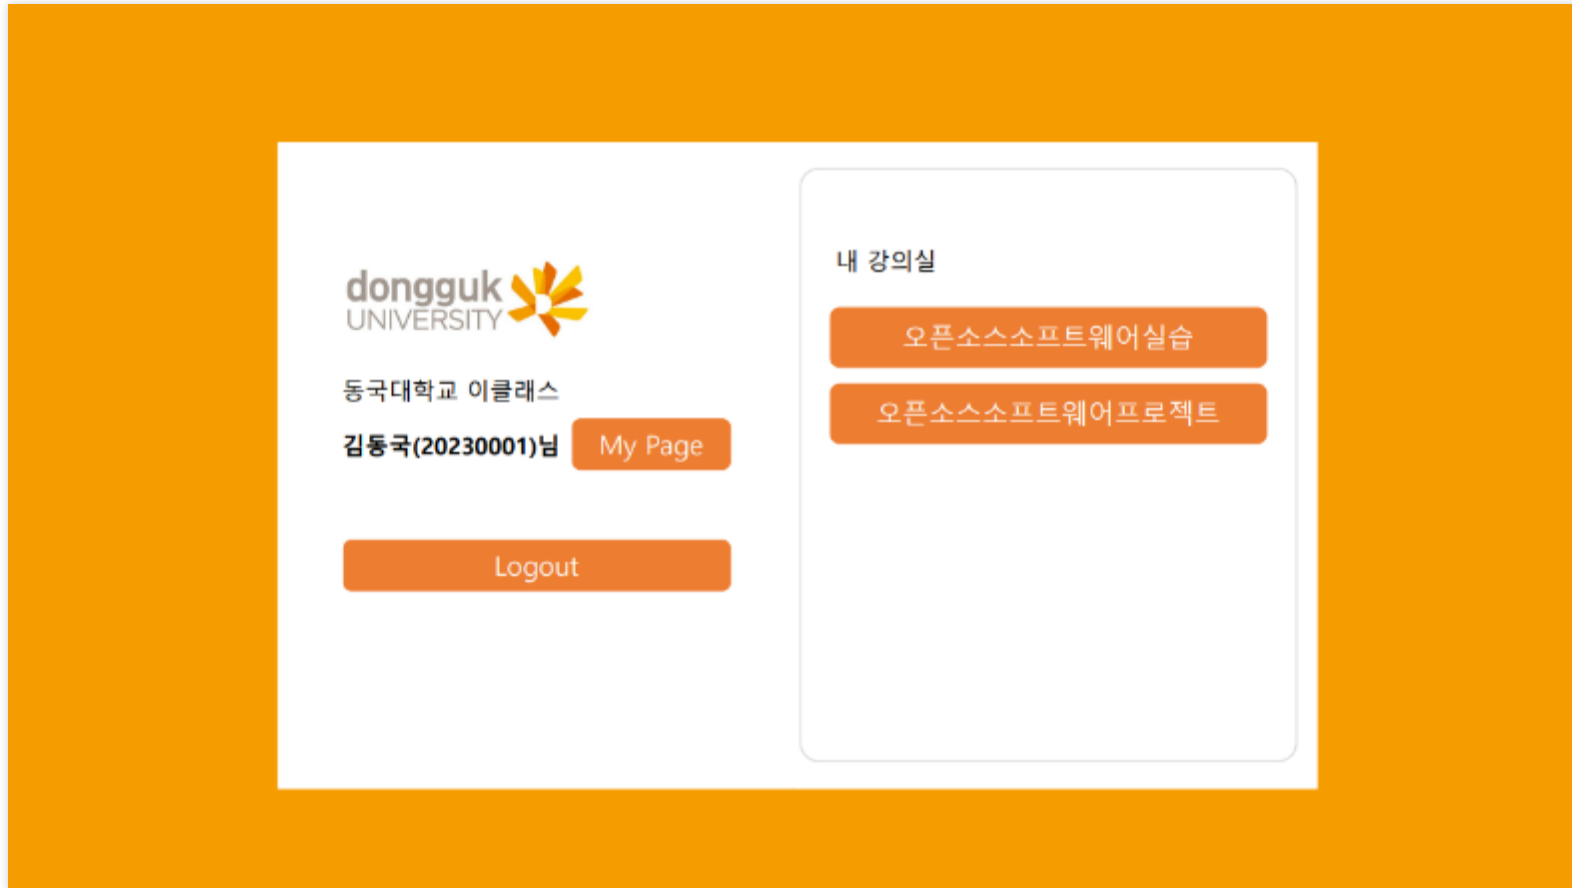 dongguk
UNIVERSITY
동국대학교 이클래스
김동국(20230001)님
My Page
Logout
내 강의실
오픈소스소프트웨어실습
오픈소스소프트웨어프로젝트